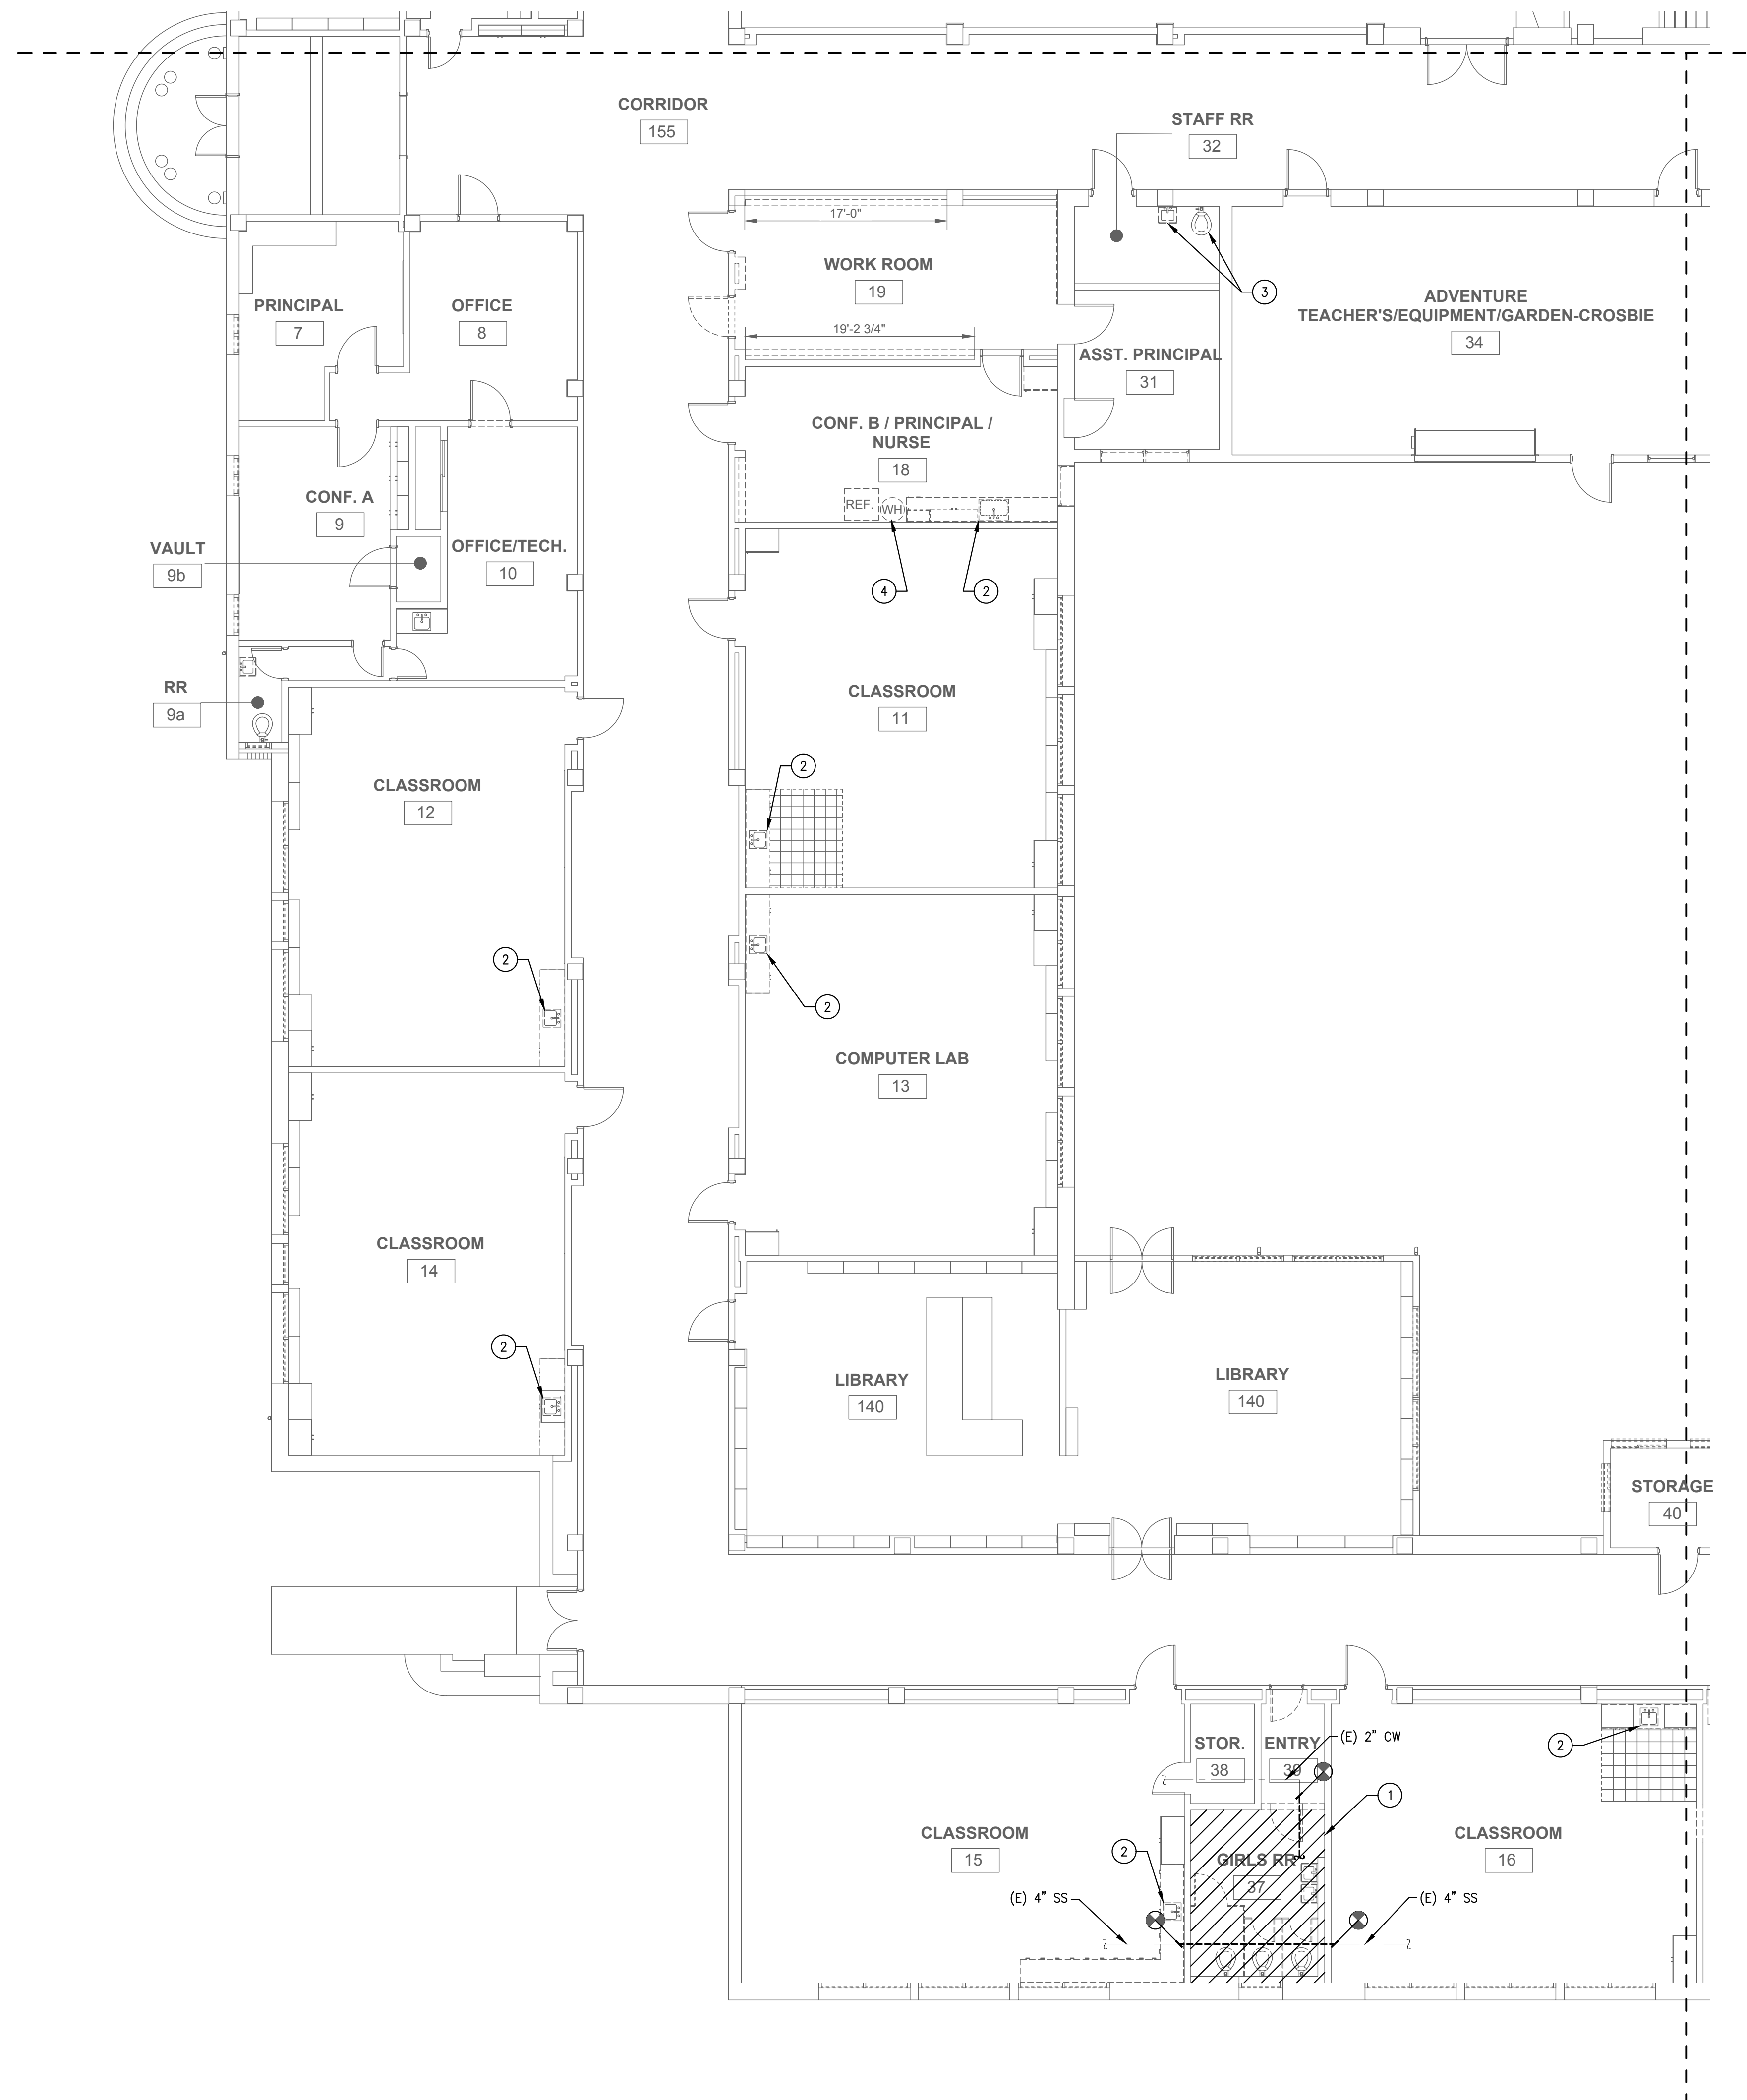 CORRIDOR
155
STAFF RR
32
17'-0"
WORK ROOM
19
19'-2 3/4"
3
ADVENTURE
TEACHER'S/EQUIPMENT/GARDEN-CROSBIE
34
PRINCIPAL
7
OFFICE
8
ASST. PRINCIPAL
31
CONF. B / PRINCIPAL /
NURSE
18
REF.
WH
4
2
CONF. A
9
VAULT
9b
OFFICE/TECH.
10
RR
9a
CLASSROOM
11
2
CLASSROOM
12
2
2
COMPUTER LAB
13
CLASSROOM
14
2
LIBRARY
140
LIBRARY
140
STORAGE
40
STOR.
38
ENTRY
39
(E) 2" CW
2
1
CLASSROOM
15
2
GIRLS RR
37
CLASSROOM
16
(E) 4" SS
(E) 4" SS